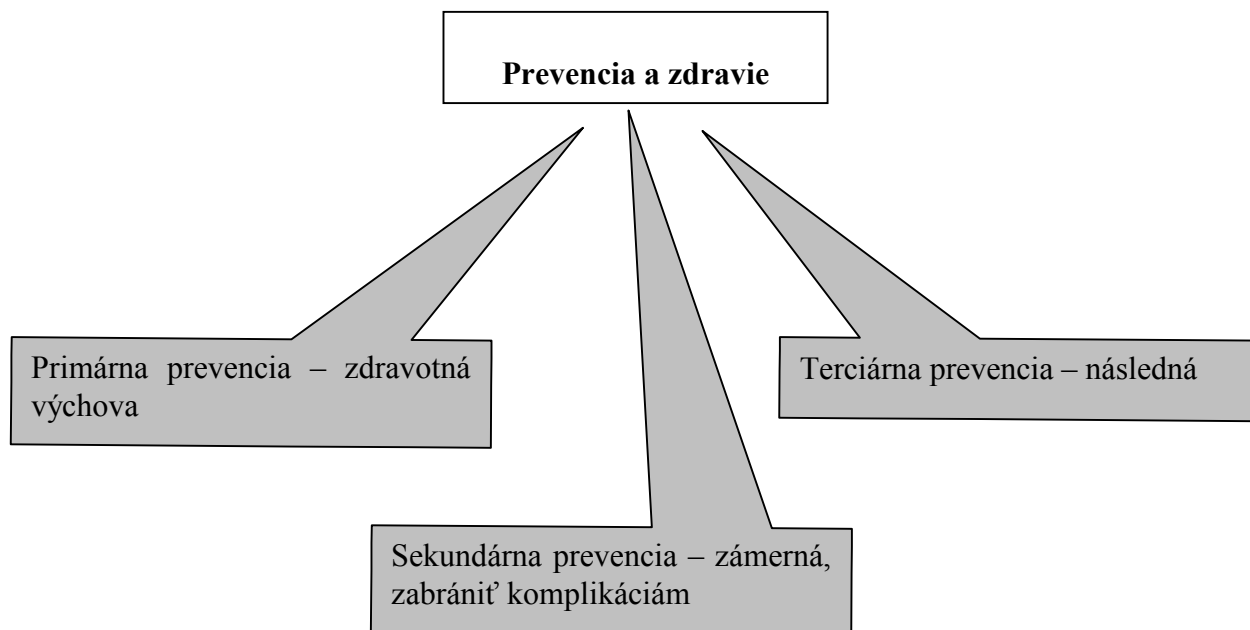 Prevencia a zdravie
Primárna prevencia – zdravotná
výchova
Terciárna prevencia – následná
Sekundárna prevencia – zámerná,
zabrániť komplikáciám